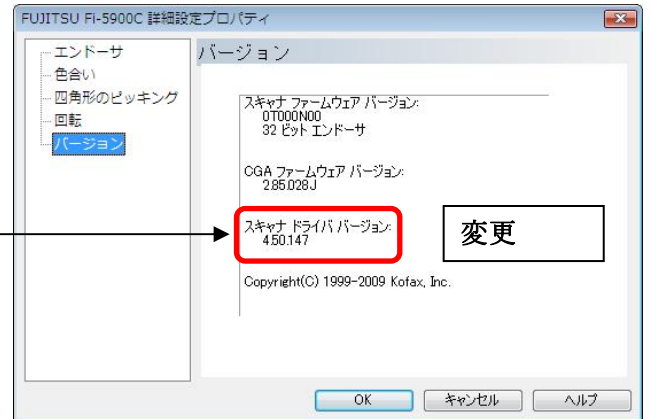 FUJITSU Fi-5900C 詳細設定プロパティ
エンドーサ
色合い
四角形のピッキング
回転
バージョン
バージョン
スキャナ ファームウェア バージョン:
0T000N00
32 ビット エンドーサ
CGA ファームウェア バージョン:
2.85.028J
スキャナ ドライバ バージョン:
4.50.147
変更
Copyright(C) 1999-2009 Kofax, Inc.
OK
キャンセル
ヘルプ